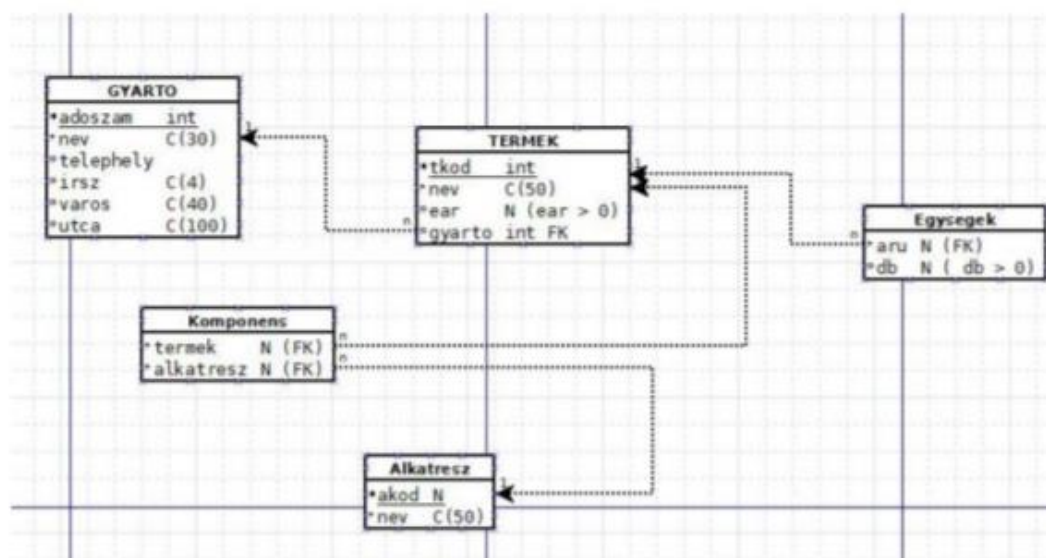 GYARTO
adoszam int
nev C(30)
telephely
irsz C(4)
varos C(40)
utca C(100)
1
TERMEK
tkod int
nev C(50)
ear N (ear > 0)
gyarto int FK
n
1
Egysegek
aru N (FK)
db N ( db > 0)
n
Komponens
termek N (FK)
alkatresz N (FK)
n
n
Alkatresz
akod N
nev C(50)
1